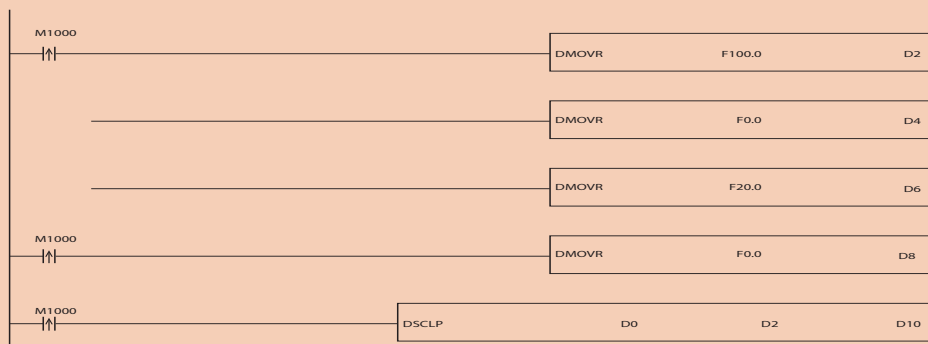 M1000
DMOVR F100.0 D2
DMOVR F0.0 D4
DMOVR F20.0 D6
M1000
DMOVR F0.0 D8
M1000
DSCLP D0 D2 D10